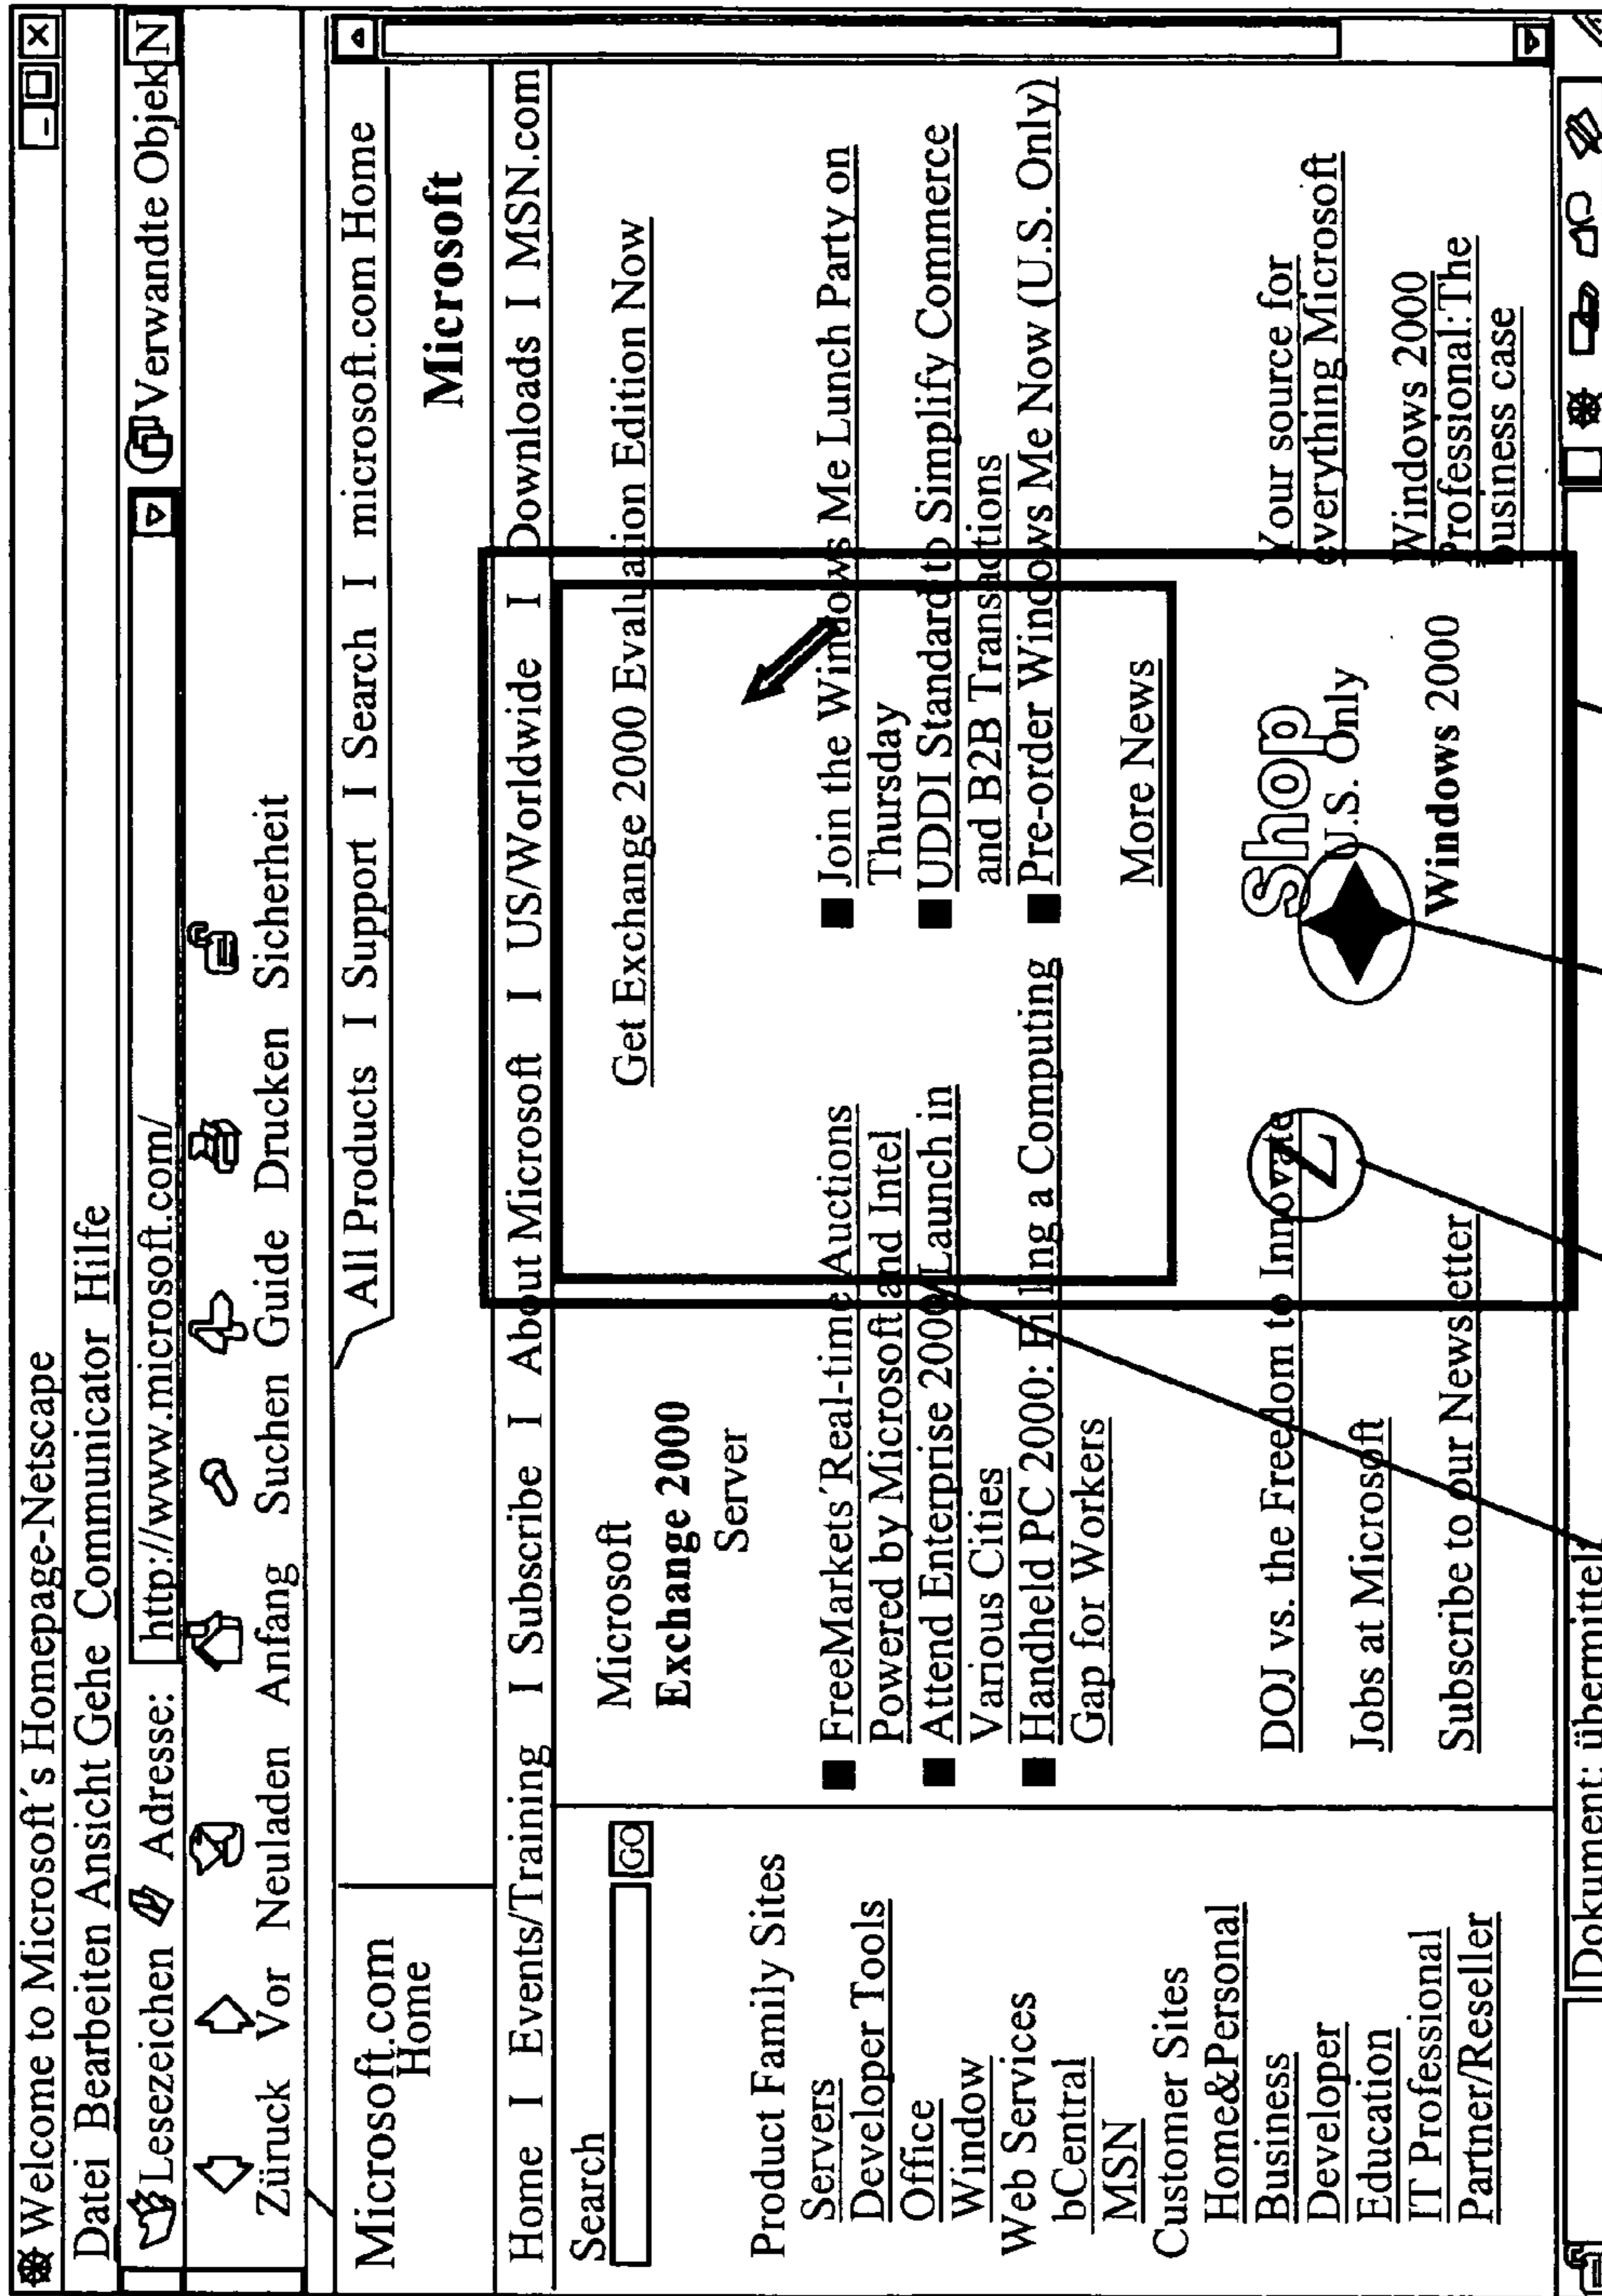 Welcome to Microsoft´s Homepage-Netscape
Datei Bearbeiten Ansicht Gehe Communicator Hilfe
Lesezeichen Adresse: http://www.microsoft.com/ Verwandte Objek N
Züruck Vor Neuladen Anfang Suchen Guide Drucken Sicherheit
All Products I Support I Search I microsoft.com Home
Microsoft.com
Home
Microsoft
Home I Events/Training I Subscribe I About Microsoft I US/Worldwide I Downloads I MSN.com
Search
GO
Product Family Sites
Servers
Developer Tools
Office
Window
Web Services
bCentral
MSN
Customer Sites
Home&Personal
Business
Developer
Education
IT Professional
Partner/Reseller
Microsoft
Exchange 2000
Server
Get Exchange 2000 Evaluation Edition Now
FreeMarkets´Real-time Auctions
Powered by Microsoft and Intel
Attend Enterprise 2000 Launch in
Various Cities
Handheld PC 2000: Filling a Computing
Gap for Workers
Join the Windows Me Lunch Party on
Thursday
UDDI Standard to Simplify Commerce
and B2B Transactions
Pre-order Windows Me Now (U.S. Only)
More News
DOJ vs. the Freedom to Innovate
Jobs at Microsoft
Subscribe to our Newsletter
Z
Shop
U.S. Only
Windows 2000
Your source for
everything Microsoft
Windows 2000
Professional:The
business case
Dokument: übermittelt